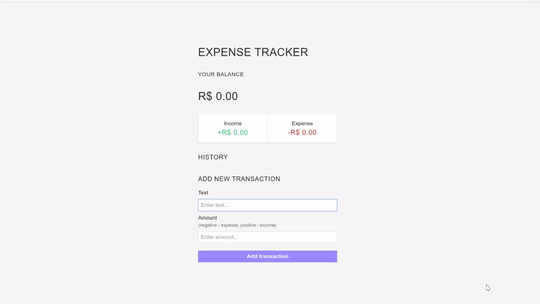 EXPENSE TRACKER
YOUR BALANCE
R$ 0.00
Income Expense
+R$ 0.00 -R$ 0.00
HISTORY
ADD NEW TRANSACTION
Text
Enter text...
Amount
(negative - expense, positive - income)
Enter amount...
Add transaction